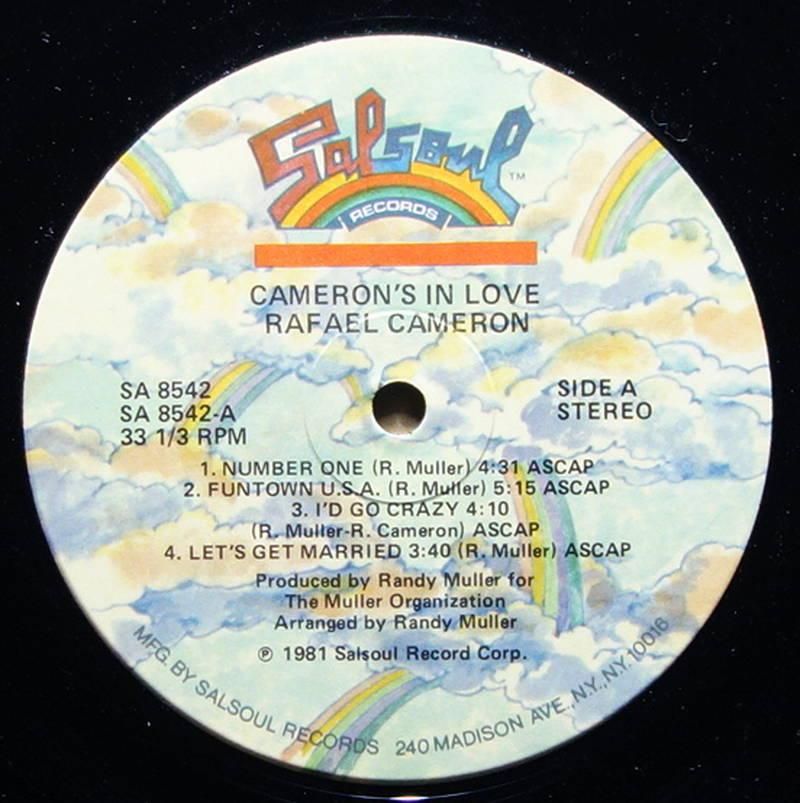 Salsoul
TM
RECORDS
CAMERON'S IN LOVE
RAFAEL CAMERON
SA 8542
SA 8542-A
33 1/3 RPM
SIDE A
STEREO
1. NUMBER ONE (R. Muller) 4:31 ASCAP
2. FUNTOWN U.S.A. (R. Muller) 5:15 ASCAP
3. I'D GO CRAZY 4:10
(R. Muller-R. Cameron) ASCAP
4. LET'S GET MARRIED 3:40 (R. Muller) ASCAP
Produced by Randy Muller for
The Muller Organization
Arranged by Randy Muller
℗ 1981 Salsoul Record Corp.
MFG. BY SALSOUL RECORDS 240 MADISON AVE., N.Y., N.Y. 10016